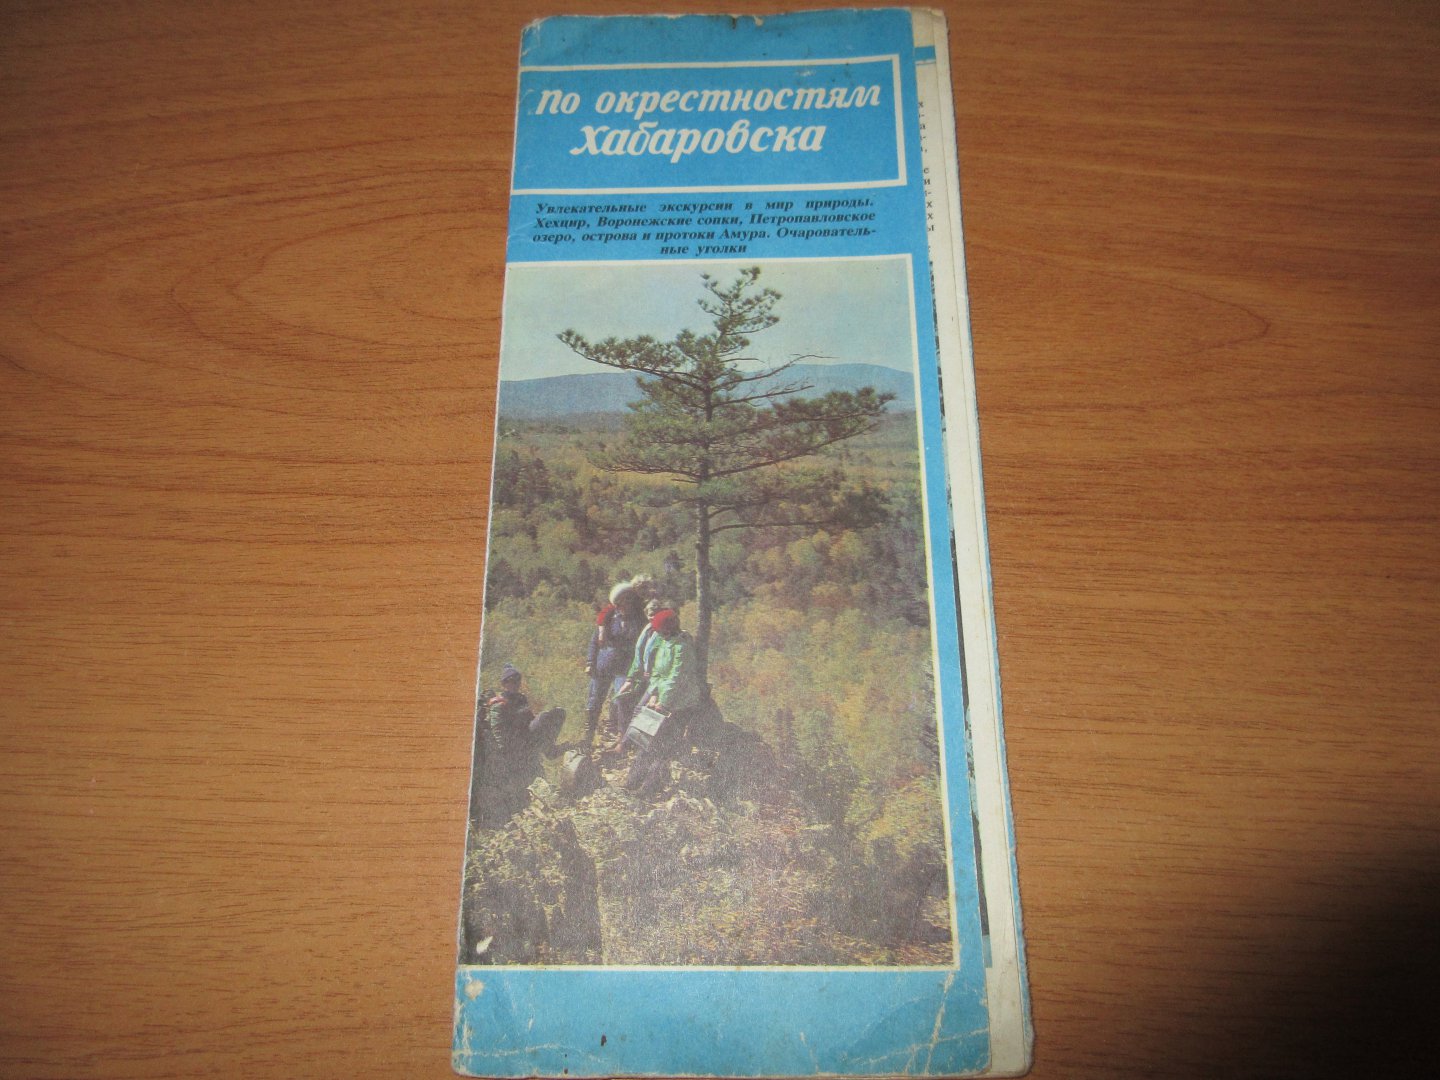 по окрестностям
Хабаровска
Увлекательные экскурсии в мир природы.
Хехцир, Воронежские сопки, Петропавловское
озеро, острова и протоки Амура. Очарователь-
ные уголки